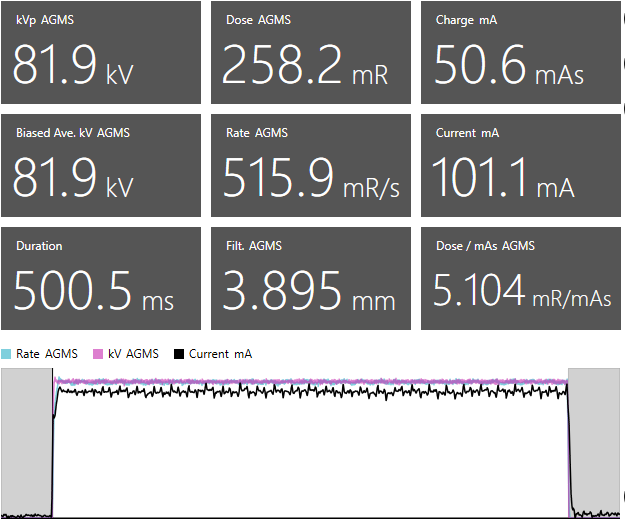 kVp AGMS
81.9 kV
Dose AGMS
258.2 mR
Charge mA
50.6 mAs
Biased Ave. kV AGMS
81.9 kV
Rate AGMS
515.9 mR/s
Current mA
101.1 mA
Duration
500.5 ms
Filt. AGMS
3.895 mm
Dose / mAs AGMS
5.104 mR/mAs
Rate AGMS kV AGMS Current mA